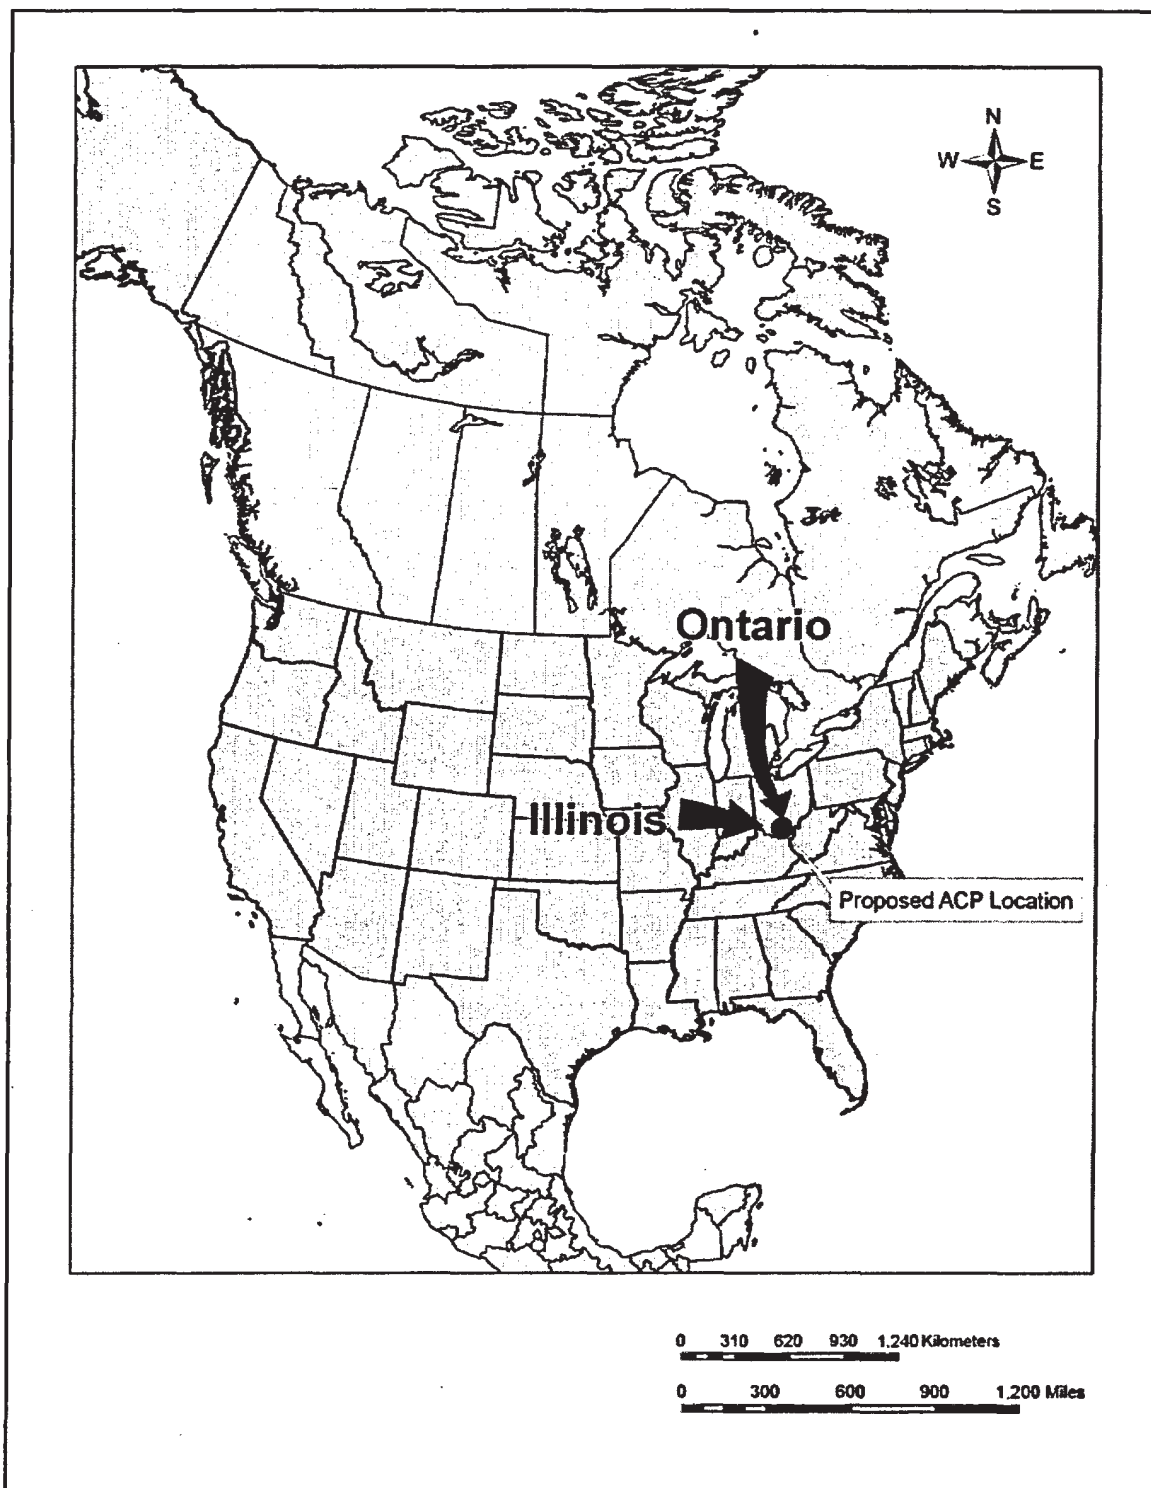 N
W E
S
Ontario
Illinois
Proposed ACP Location
0 310 620 930 1,240 Kilometers
0 300 600 900 1,200 Miles